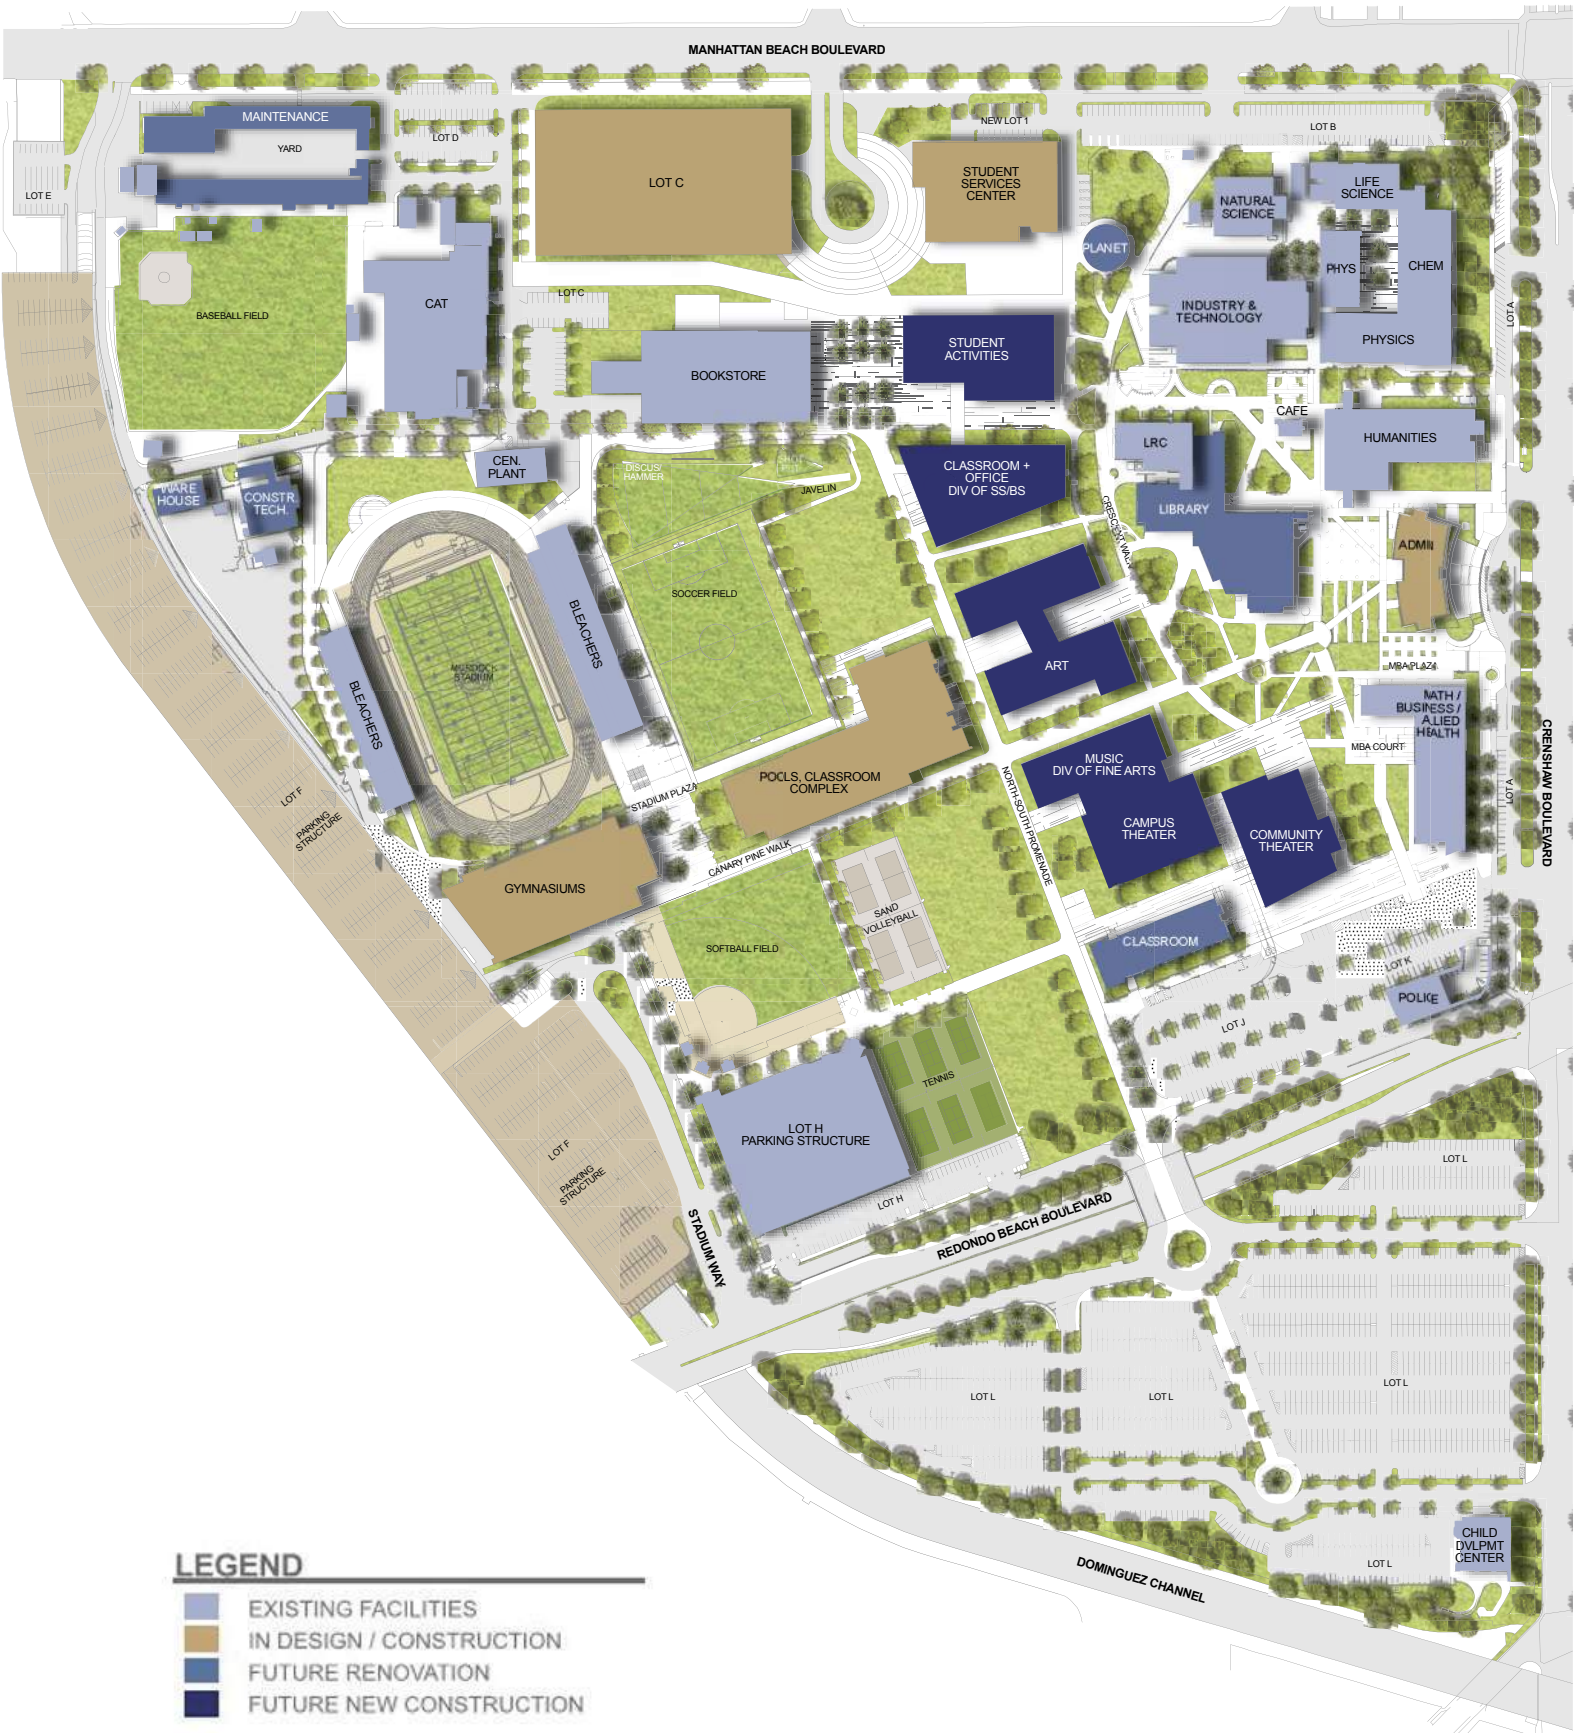 MANHATTAN BEACH BOULEVARD
MAINTENANCE
YARD
LOT D
LOT E
LOT C
NEW LOT 1
LOT B
STUDENT
SERVICES
CENTER
LIFE
SCIENCE
NATURAL
SCIENCE
PLANET
PHYS
CHEM
CAT
BASEBALL FIELD
LOT C
INDUSTRY &
TECHNOLOGY
LOT A
PHYSICS
STUDENT
ACTIVITIES
BOOKSTORE
CAFE
HUMANITIES
LRC
CEN.
PLANT
DISCUS/
HAMMER
SHOT
PUT
JAVELIN
CLASSROOM +
OFFICE
DIV OF SS/BS
WARE
HOUSE
CONSTR.
TECH.
LIBRARY
CRESCENT WALK
ADMIN
SOCCER FIELD
BLEACHERS
MURDOCK
STADIUM
BLEACHERS
ART
MBA PLAZA
MATH /
BUSINESS /
ALLIED
HEALTH
MBA COURT
CRENSHAW BOULEVARD
LOT A
MUSIC
DIV OF FINE ARTS
POOLS, CLASSROOM
COMPLEX
STADIUM PLAZA
NORTH-SOUTH PROMENADE
LOT F
PARKING
STRUCTURE
CAMPUS
THEATER
COMMUNITY
THEATER
CANARY PINE WALK
GYMNASIUMS
SAND
VOLLEYBALL
SOFTBALL FIELD
CLASSROOM
LOT K
POLICE
LOT J
TENNIS
LOT H
PARKING STRUCTURE
LOT F
PARKING
STRUCTURE
LOT H
LOT L
STADIUM WAY
REDONDO BEACH BOULEVARD
LOT L
LOT L
LOT L
CHILD
DVLPMT
CENTER
LOT L
DOMINGUEZ CHANNEL
LEGEND
EXISTING FACILITIES
IN DESIGN / CONSTRUCTION
FUTURE RENOVATION
FUTURE NEW CONSTRUCTION